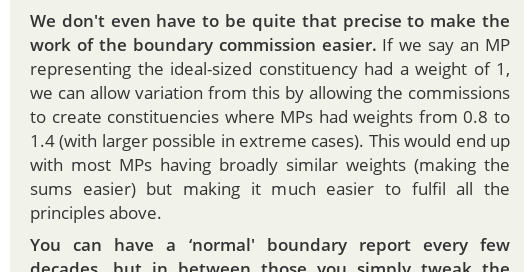 We don't even have to be quite that precise to make the
work of the boundary commission easier. If we say an MP
representing the ideal-sized constituency had a weight of 1,
we can allow variation from this by allowing the commissions
to create constituencies where MPs had weights from 0.8 to
1.4 (with larger possible in extreme cases). This would end up
with most MPs having broadly similar weights (making the
sums easier) but making it much easier to fulfil all the
principles above.
You can have a ‘normal' boundary report every few
decades, but in between those you simply tweak the